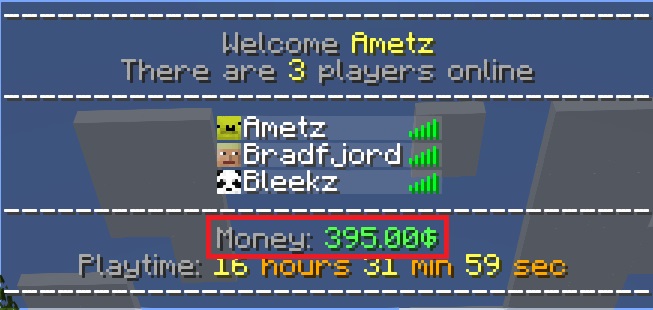 Welcome Ametz
There are 3 players online
Ametz
Bradfjord
Bleekz
Money: 395.00¢
Playtime: 16 hours 31 min 59 sec